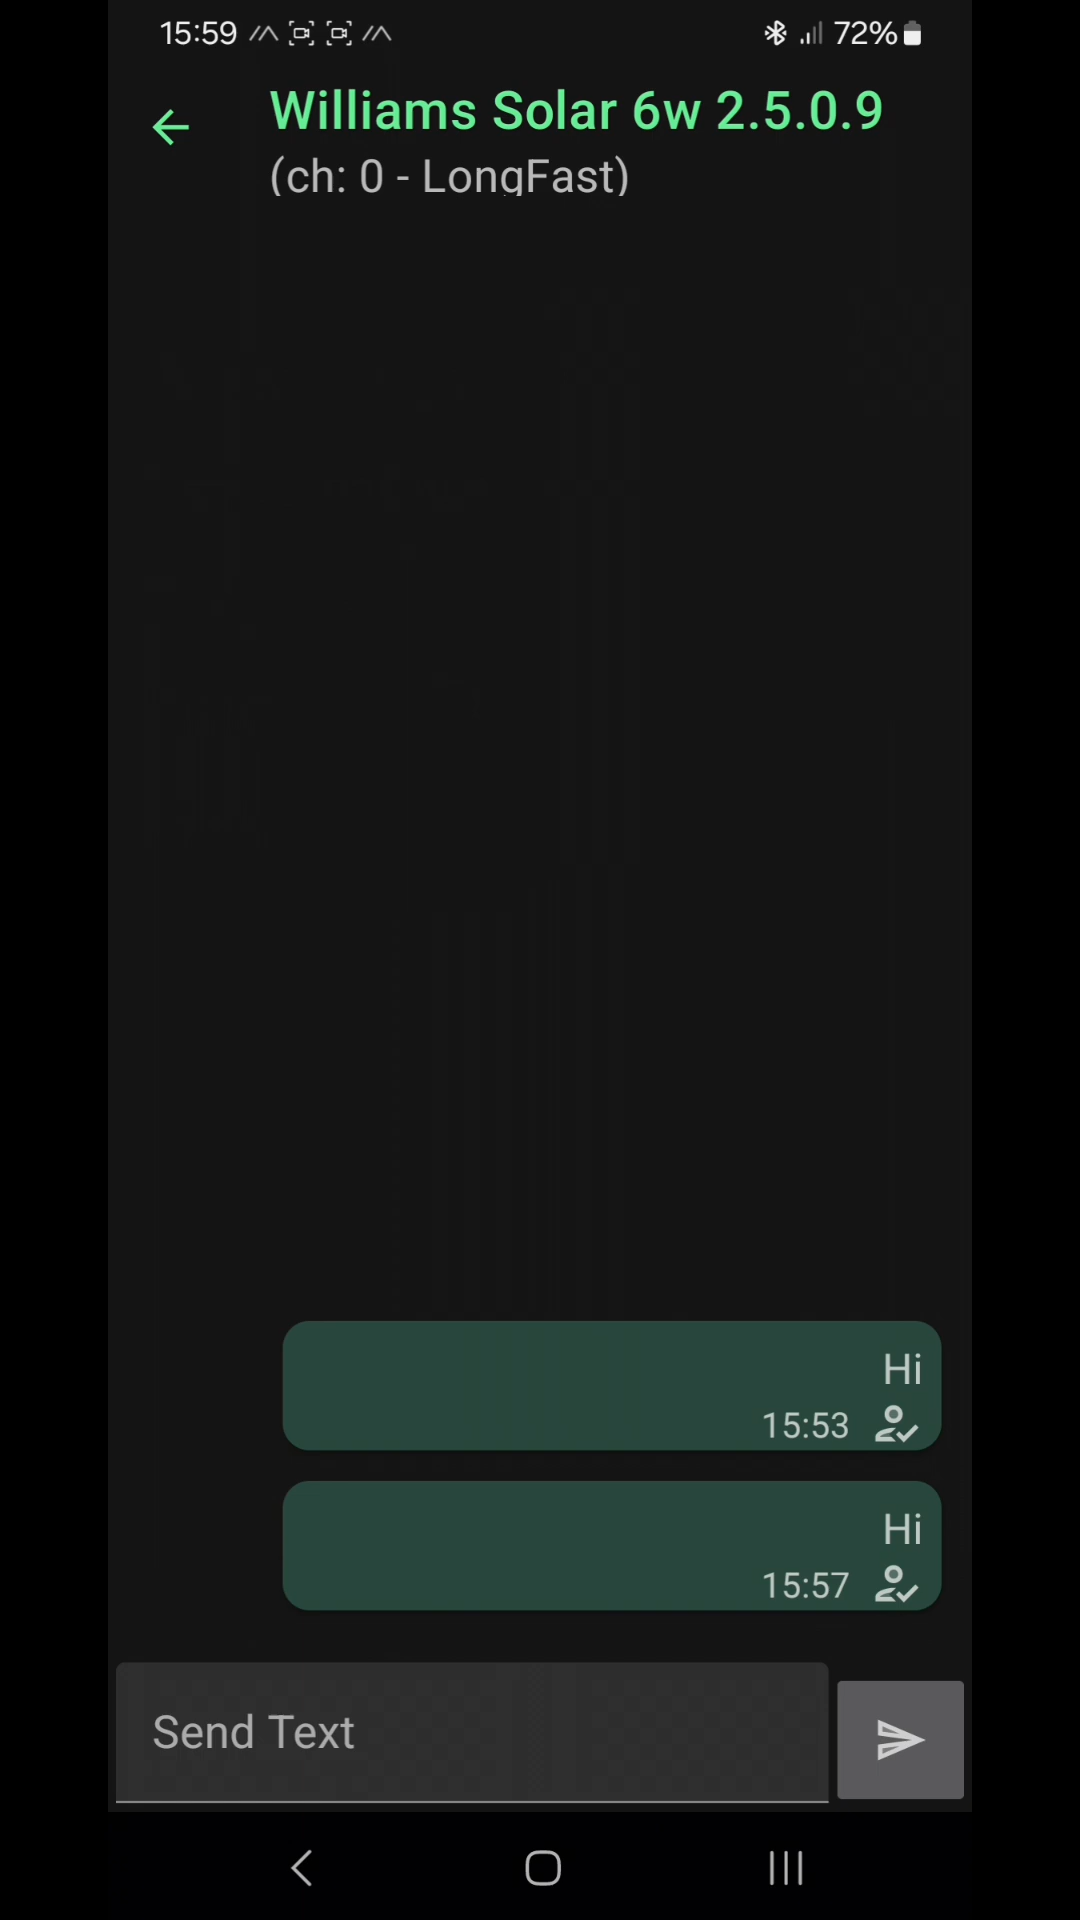 15:59 72%
Williams Solar 6w 2.5.0.9
(ch: 0 - LongFast)
Hi
15:53
Hi
15:57
Send Text